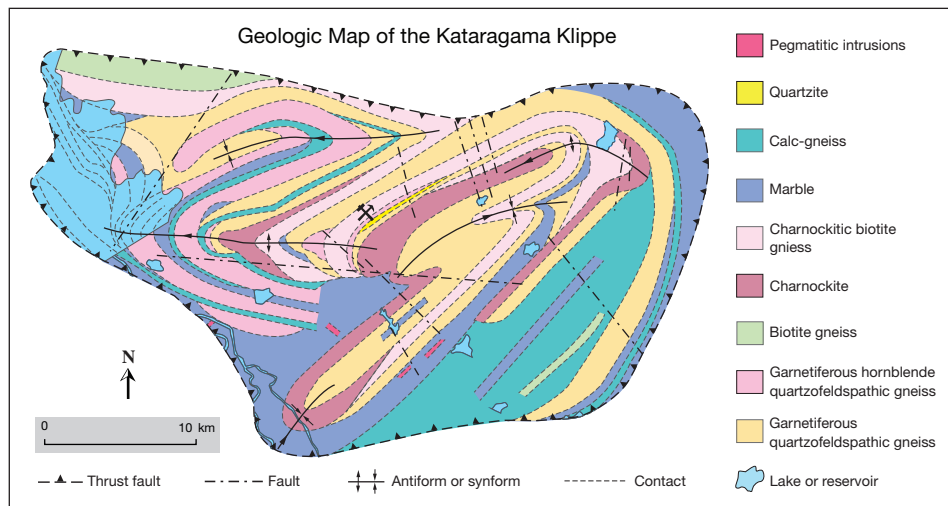 Geologic Map of the Kataragama Klippe
Pegmatitic intrusions
Quartzite
Calc-gneiss
Marble
Charnockitic biotite
gniess
Charnockite
Biotite gneiss
Garnetiferous hornblende
quartzofeldspathic gneiss
Garnetiferous
quartzofeldspathic gneiss
Lake or reservoir
N
0 10 km
Thrust fault
Fault
Antiform or synform
Contact